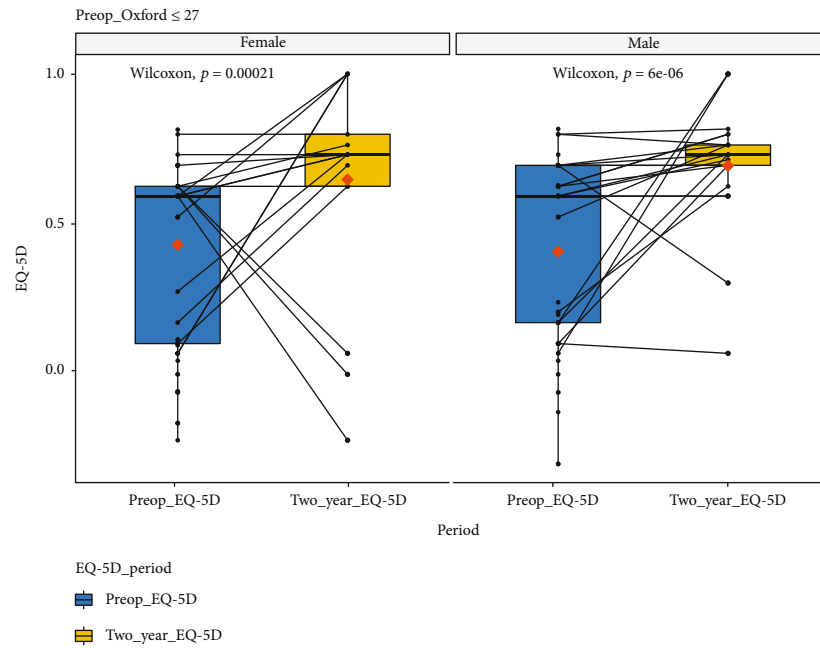 Preop_Oxford ≤ 27
Female
Male
Wilcoxon, p = 0.00021
Wilcoxon, p = 6e-06
1.0
0.5
0.0
EQ-5D
Preop_EQ-5D
Two_year_EQ-5D
Preop_EQ-5D
Two_year_EQ-5D
Period
EQ-5D_period
Preop_EQ-5D
Two_year_EQ-5D